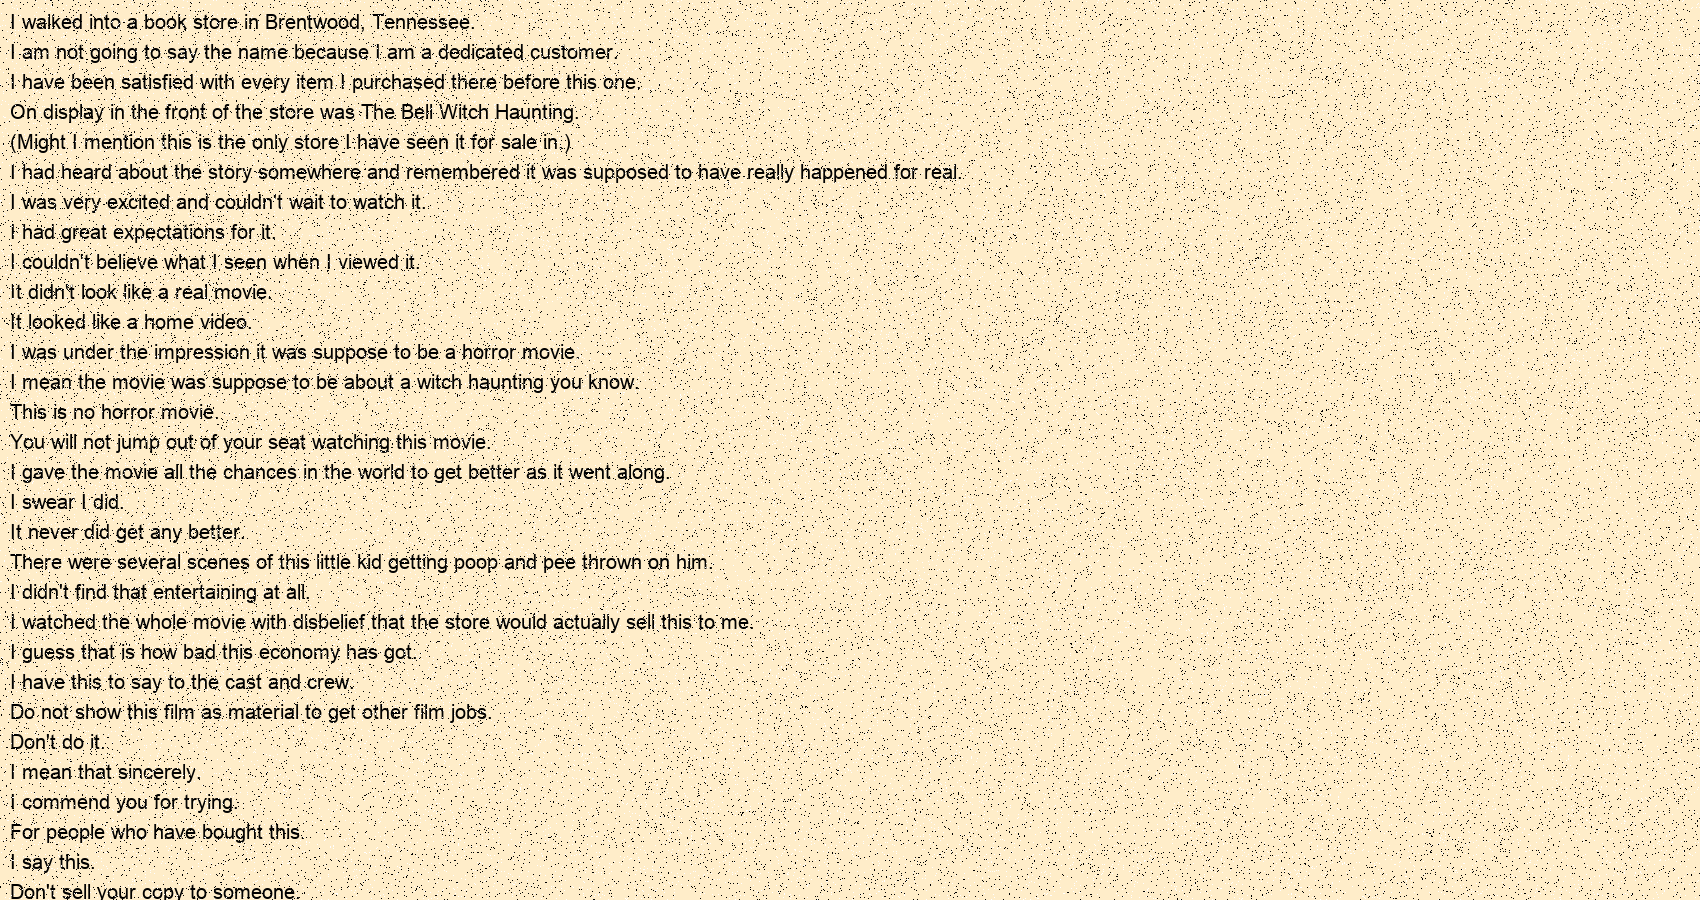 I walked into a book store in Brentwood, Tennessee.
I am not going to say the name because I am a dedicated customer.
I have been satisfied with every item I purchased there before this one.
On display in the front of the store was The Bell Witch Haunting.
(Might I mention this is the only store I have seen it for sale in.)
I had heard about the story somewhere and remembered it was supposed to have really happened for real.
I was very excited and couldn't wait to watch it.
I had great expectations for it.
I couldn't believe what I seen when I viewed it.
It didn't look like a real movie.
It looked like a home video.
I was under the impression it was suppose to be a horror movie.
I mean the movie was suppose to be about a witch haunting you know.
This is no horror movie.
You will not jump out of your seat watching this movie.
I gave the movie all the chances in the world to get better as it went along.
I swear I did.
It never did get any better.
There were several scenes of this little kid getting poop and pee thrown on him.
I didn't find that entertaining at all.
I watched the whole movie with disbelief that the store would actually sell this to me.
I guess that is how bad this economy has got.
I have this to say to the cast and crew.
Do not show this film as material to get other film jobs.
Don't do it.
I mean that sincerely.
I commend you for trying.
For people who have bought this.
I say this.
Don't sell your copy to someone.